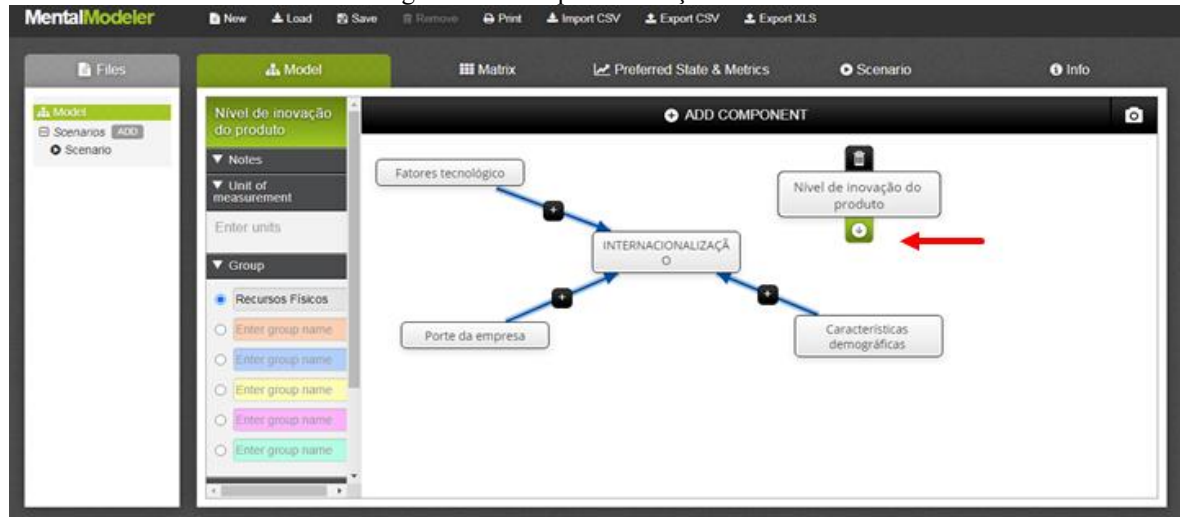 MentalModeler
New Load Save Remove Print Import CSV Export CSV Export XLS
Files
Model
Matrix
Preferred State & Metrics
Scenario
Info
Model
Scenarios ADD
Scenario
Nível de inovação
do produto
Notes
Unit of
measurement
Enter units
Group
Recursos Físicos
Enter group name
Enter group name
Enter group name
Enter group name
Enter group name
ADD COMPONENT
Fatores tecnológico
Nível de inovação do
produto
INTERNACIONALIZAÇÃ
O
Porte da empresa
Características
demográficas